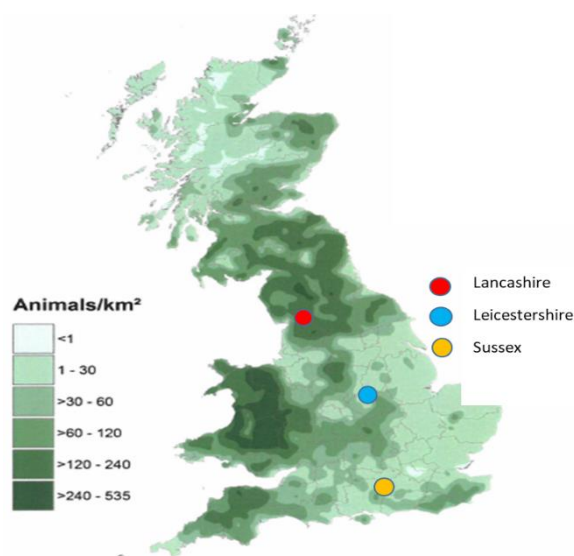 Animals/km²
<1
1 - 30
>30 - 60
>60 - 120
>120 - 240
>240 - 535
Lancashire
Leicestershire
Sussex